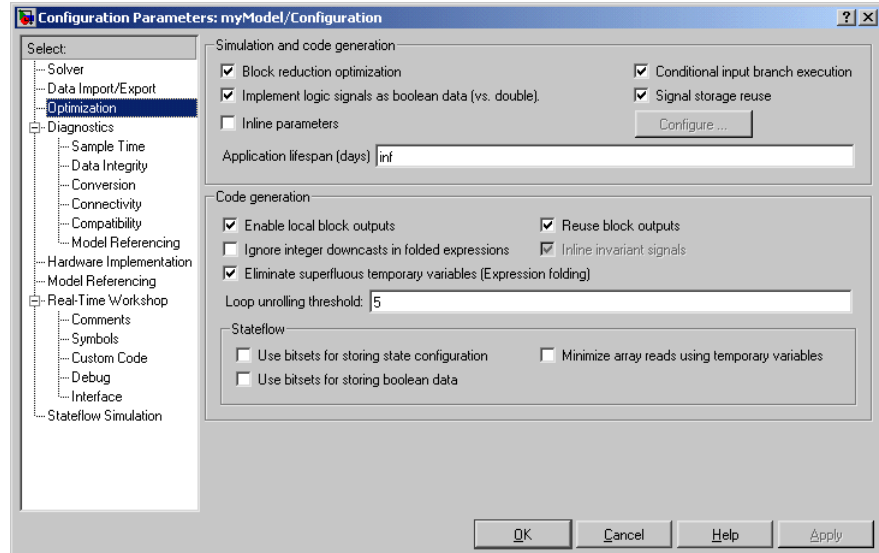 Configuration Parameters: myModel/Configuration
Select:
Solver
Data Import/Export
Optimization
Diagnostics
Sample Time
Data Integrity
Conversion
Connectivity
Compatibility
Model Referencing
Hardware Implementation
Model Referencing
Real-Time Workshop
Comments
Symbols
Custom Code
Debug
Interface
Stateflow Simulation
Simulation and code generation
Block reduction optimization
Conditional input branch execution
Implement logic signals as boolean data (vs. double).
Signal storage reuse
Inline parameters
Configure ...
Application lifespan (days) inf
Code generation
Enable local block outputs
Reuse block outputs
Ignore integer downcasts in folded expressions
Inline invariant signals
Eliminate superfluous temporary variables (Expression folding)
Loop unrolling threshold: 5
Stateflow
Use bitsets for storing state configuration
Minimize array reads using temporary variables
Use bitsets for storing boolean data
OK
Cancel
Help
Apply